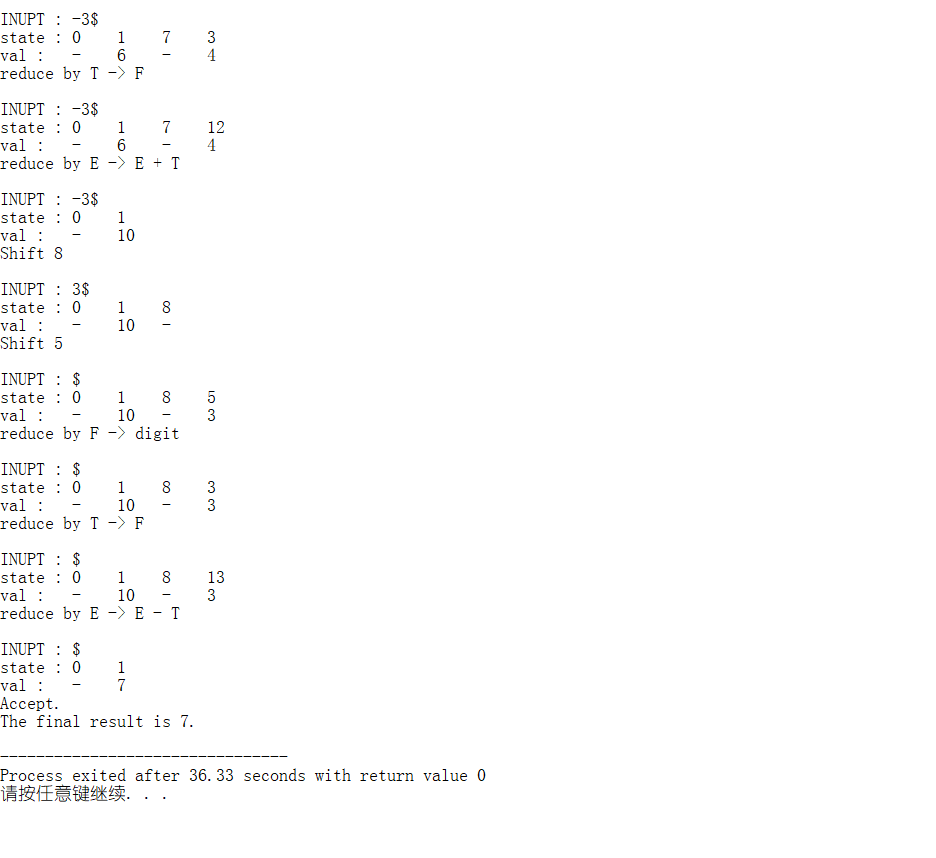 INUPT : -3$
state : 0    1    7    3
val :   -    6    -    4
reduce by T -> F

INUPT : -3$
state : 0    1    7    12
val :   -    6    -    4
reduce by E -> E + T

INUPT : -3$
state : 0    1
val :   -    10
Shift 8

INUPT : 3$
state : 0    1    8
val :   -    10   -
Shift 5

INUPT : $
state : 0    1    8    5
val :   -    10   -    3
reduce by F -> digit

INUPT : $
state : 0    1    8    3
val :   -    10   -    3
reduce by T -> F

INUPT : $
state : 0    1    8    13
val :   -    10   -    3
reduce by E -> E - T

INUPT : $
state : 0    1
val :   -    7
Accept.
The final result is 7.

--------------------------------
Process exited after 36.33 seconds with return value 0
请按任意键继续. . .